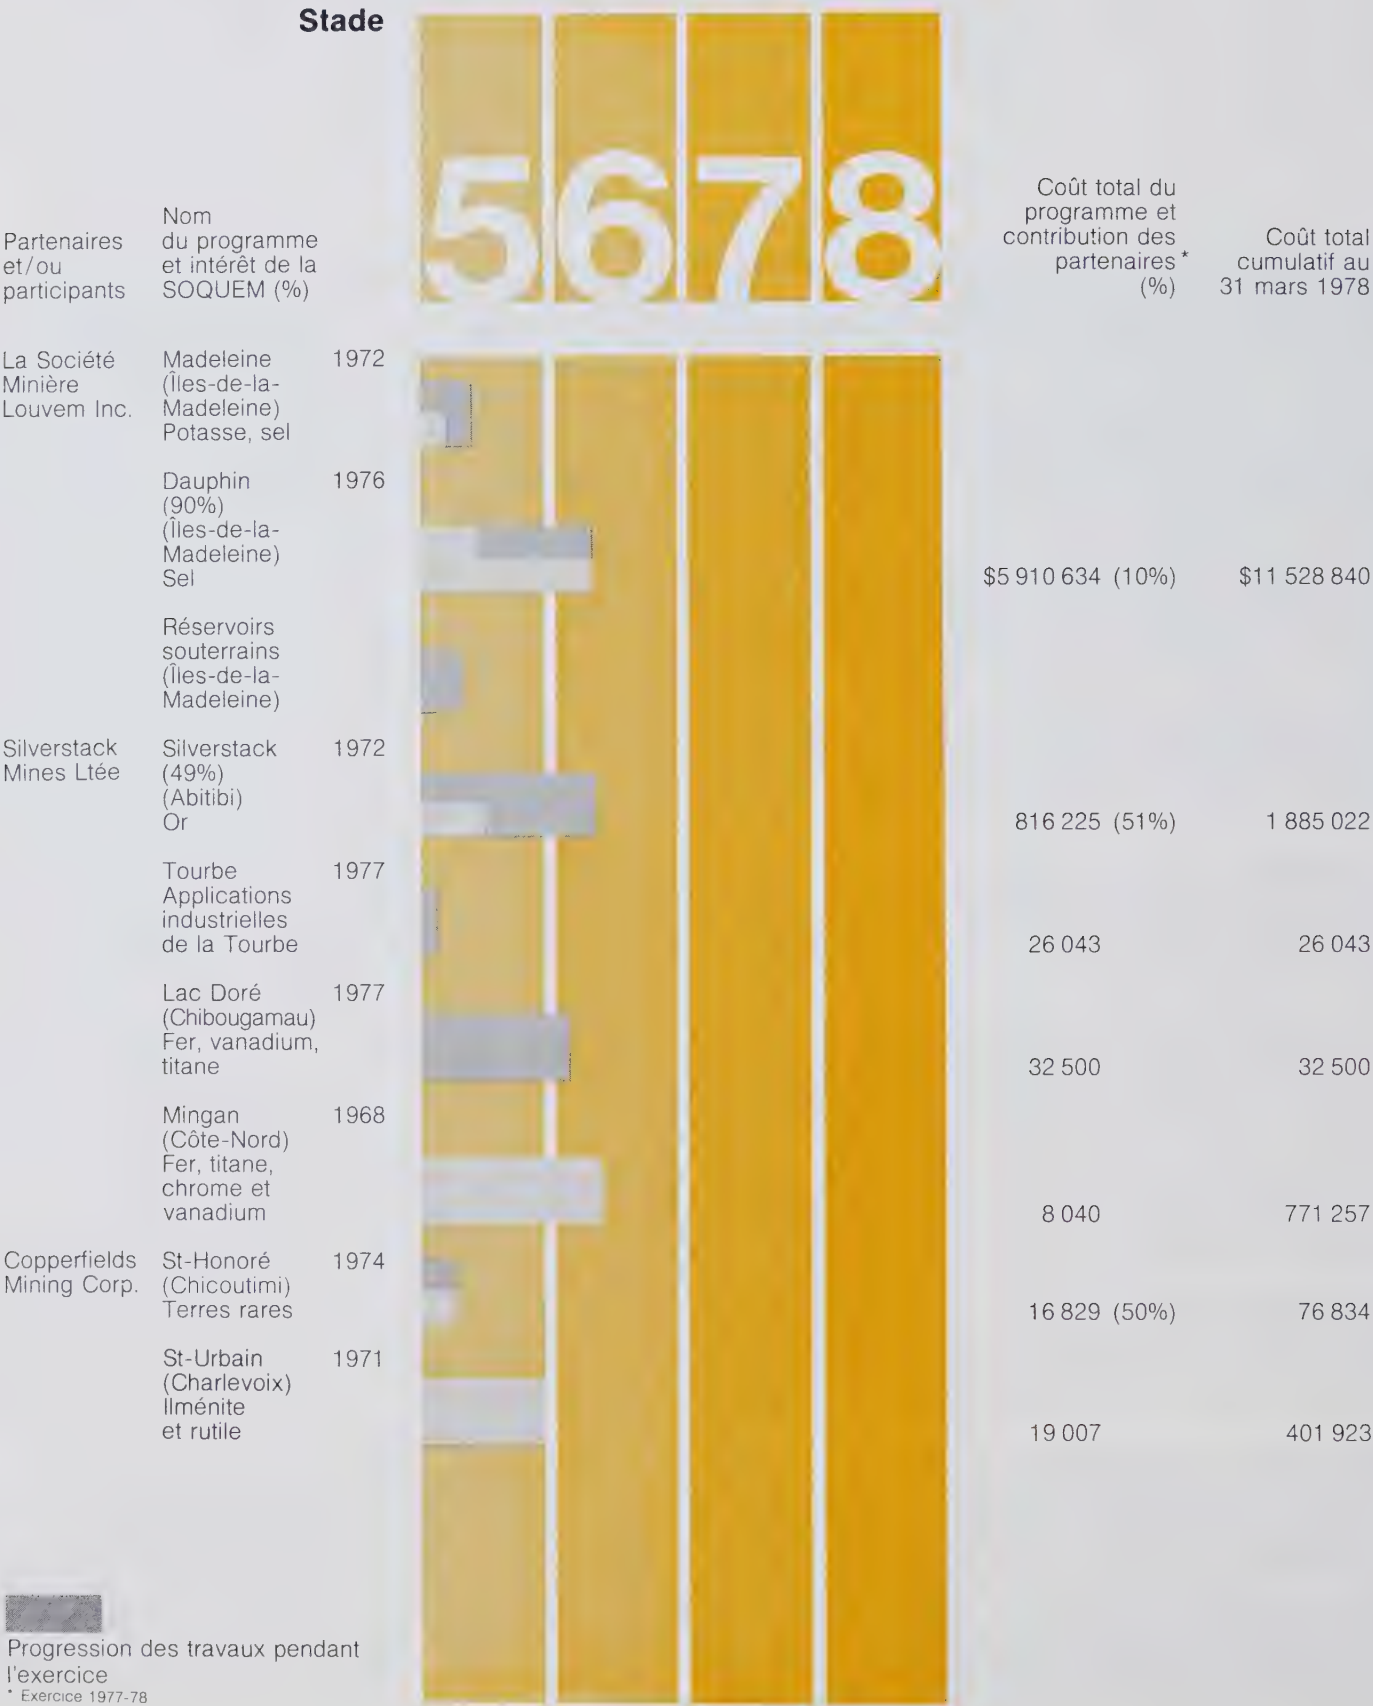 Stade
5 6 7 8
Partenaires
et/ou
participants
Nom
du programme
et intérêt de la
SOQUEM (%)
Coût total du
programme et
contribution des
partenaires *
(%)
Coût total
cumulatif au
31 mars 1978
La Société
Minière
Louvem Inc.
Madeleine 1972
(Îles-de-la-
Madeleine)
Potasse, sel
Dauphin 1976
(90%)
(Îles-de-la-
Madeleine)
Sel $5 910 634 (10%) $11 528 840
Réservoirs
souterrains
(Îles-de-la-
Madeleine)
Silverstack
Mines Ltée
Silverstack 1972
(49%)
(Abitibi)
Or 816 225 (51%) 1 885 022
Tourbe 1977
Applications
industrielles
de la Tourbe 26 043 26 043
Lac Doré 1977
(Chibougamau)
Fer, vanadium,
titane 32 500 32 500
Mingan 1968
(Côte-Nord)
Fer, titane,
chrome et
vanadium 8 040 771 257
Copperfields
Mining Corp.
St-Honoré 1974
(Chicoutimi)
Terres rares 16 829 (50%) 76 834
St-Urbain 1971
(Charlevoix)
Ilménite
et rutile 19 007 401 923
Progression des travaux pendant
l'exercice
* Exercice 1977-78